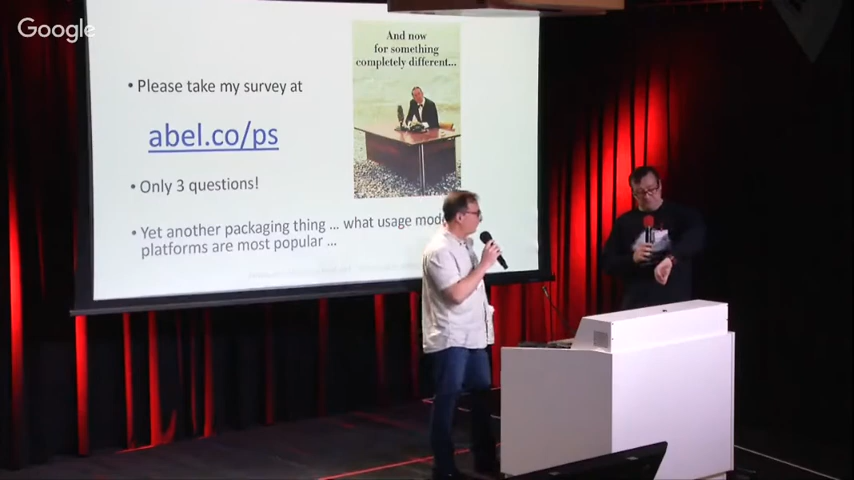 Google
And now
for something
completely different...
• Please take my survey at
abel.co/ps
• Only 3 questions!
• Yet another packaging thing ... what usage
platforms are most popular ...